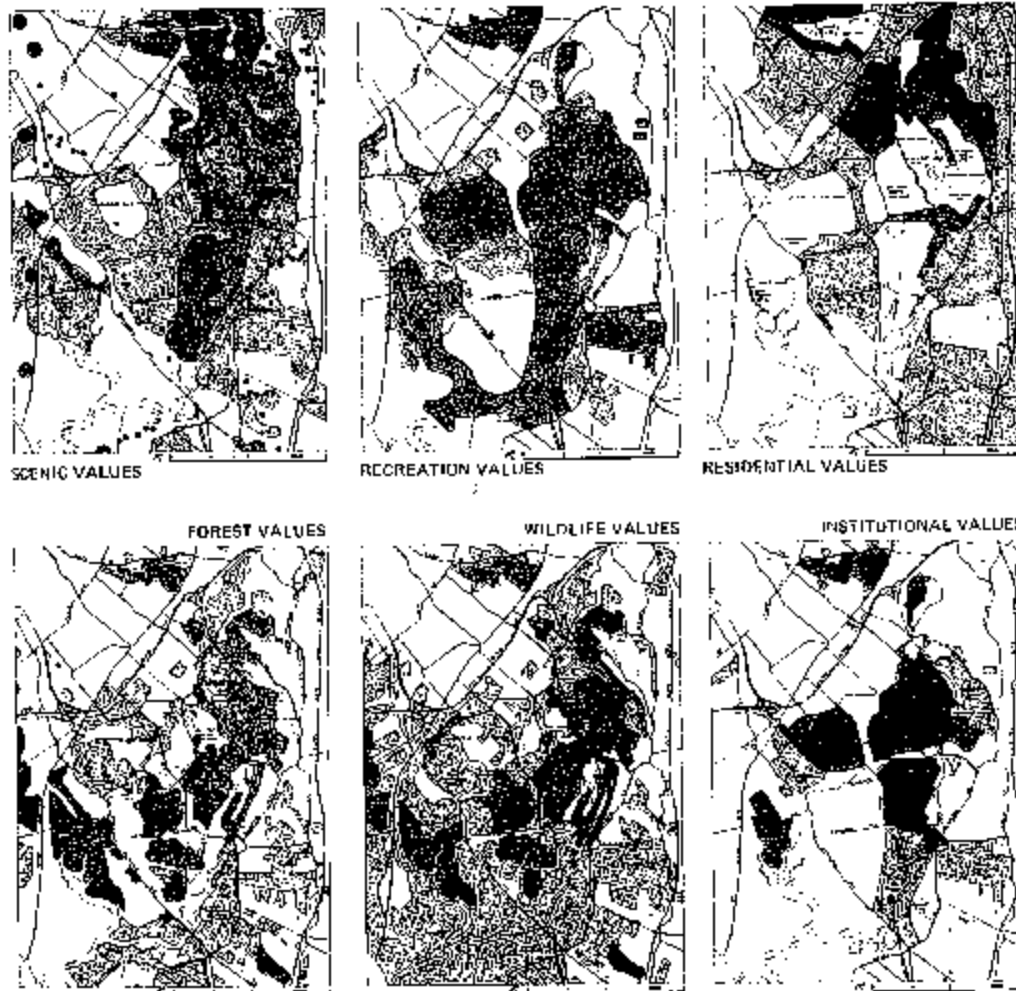 SCENIC VALUES
RECREATION VALUES
RESIDENTIAL VALUES
FOREST VALUES
WILDLIFE VALUES
INSTITUTIONAL VALUES